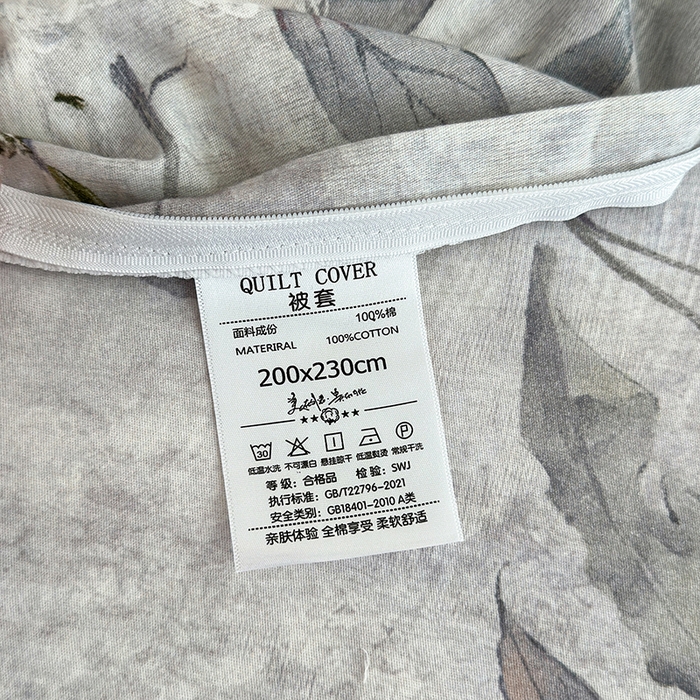 QUILT COVER
被套
面料成份 100%棉
MATERIRAL 100%COTTON
200x230cm
30 P
低温水洗 不可漂白 悬挂晾干 低温熨烫 常规干洗
等 级：合格品 检 验：SWJ
执行标准：GB/T22796-2021
安全类别：GB18401-2010 A类
亲肤体验 全棉享受 柔软舒适